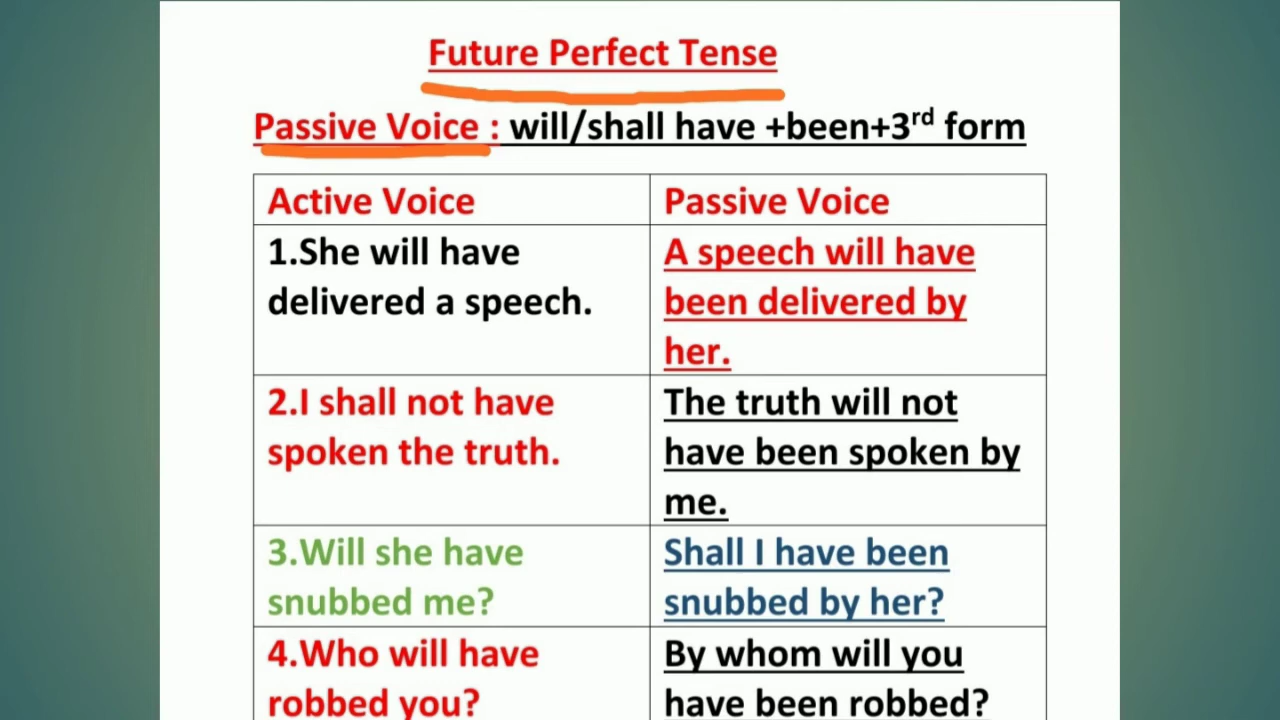 Future Perfect Tense
Passive Voice : will/shall have +been+3rd form
Active Voice
Passive Voice
1.She will have
delivered a speech.
A speech will have
been delivered by
her.
2.I shall not have
spoken the truth.
The truth will not
have been spoken by
me.
3.Will she have
snubbed me?
Shall I have been
snubbed by her?
4.Who will have
robbed you?
By whom will you
have been robbed?